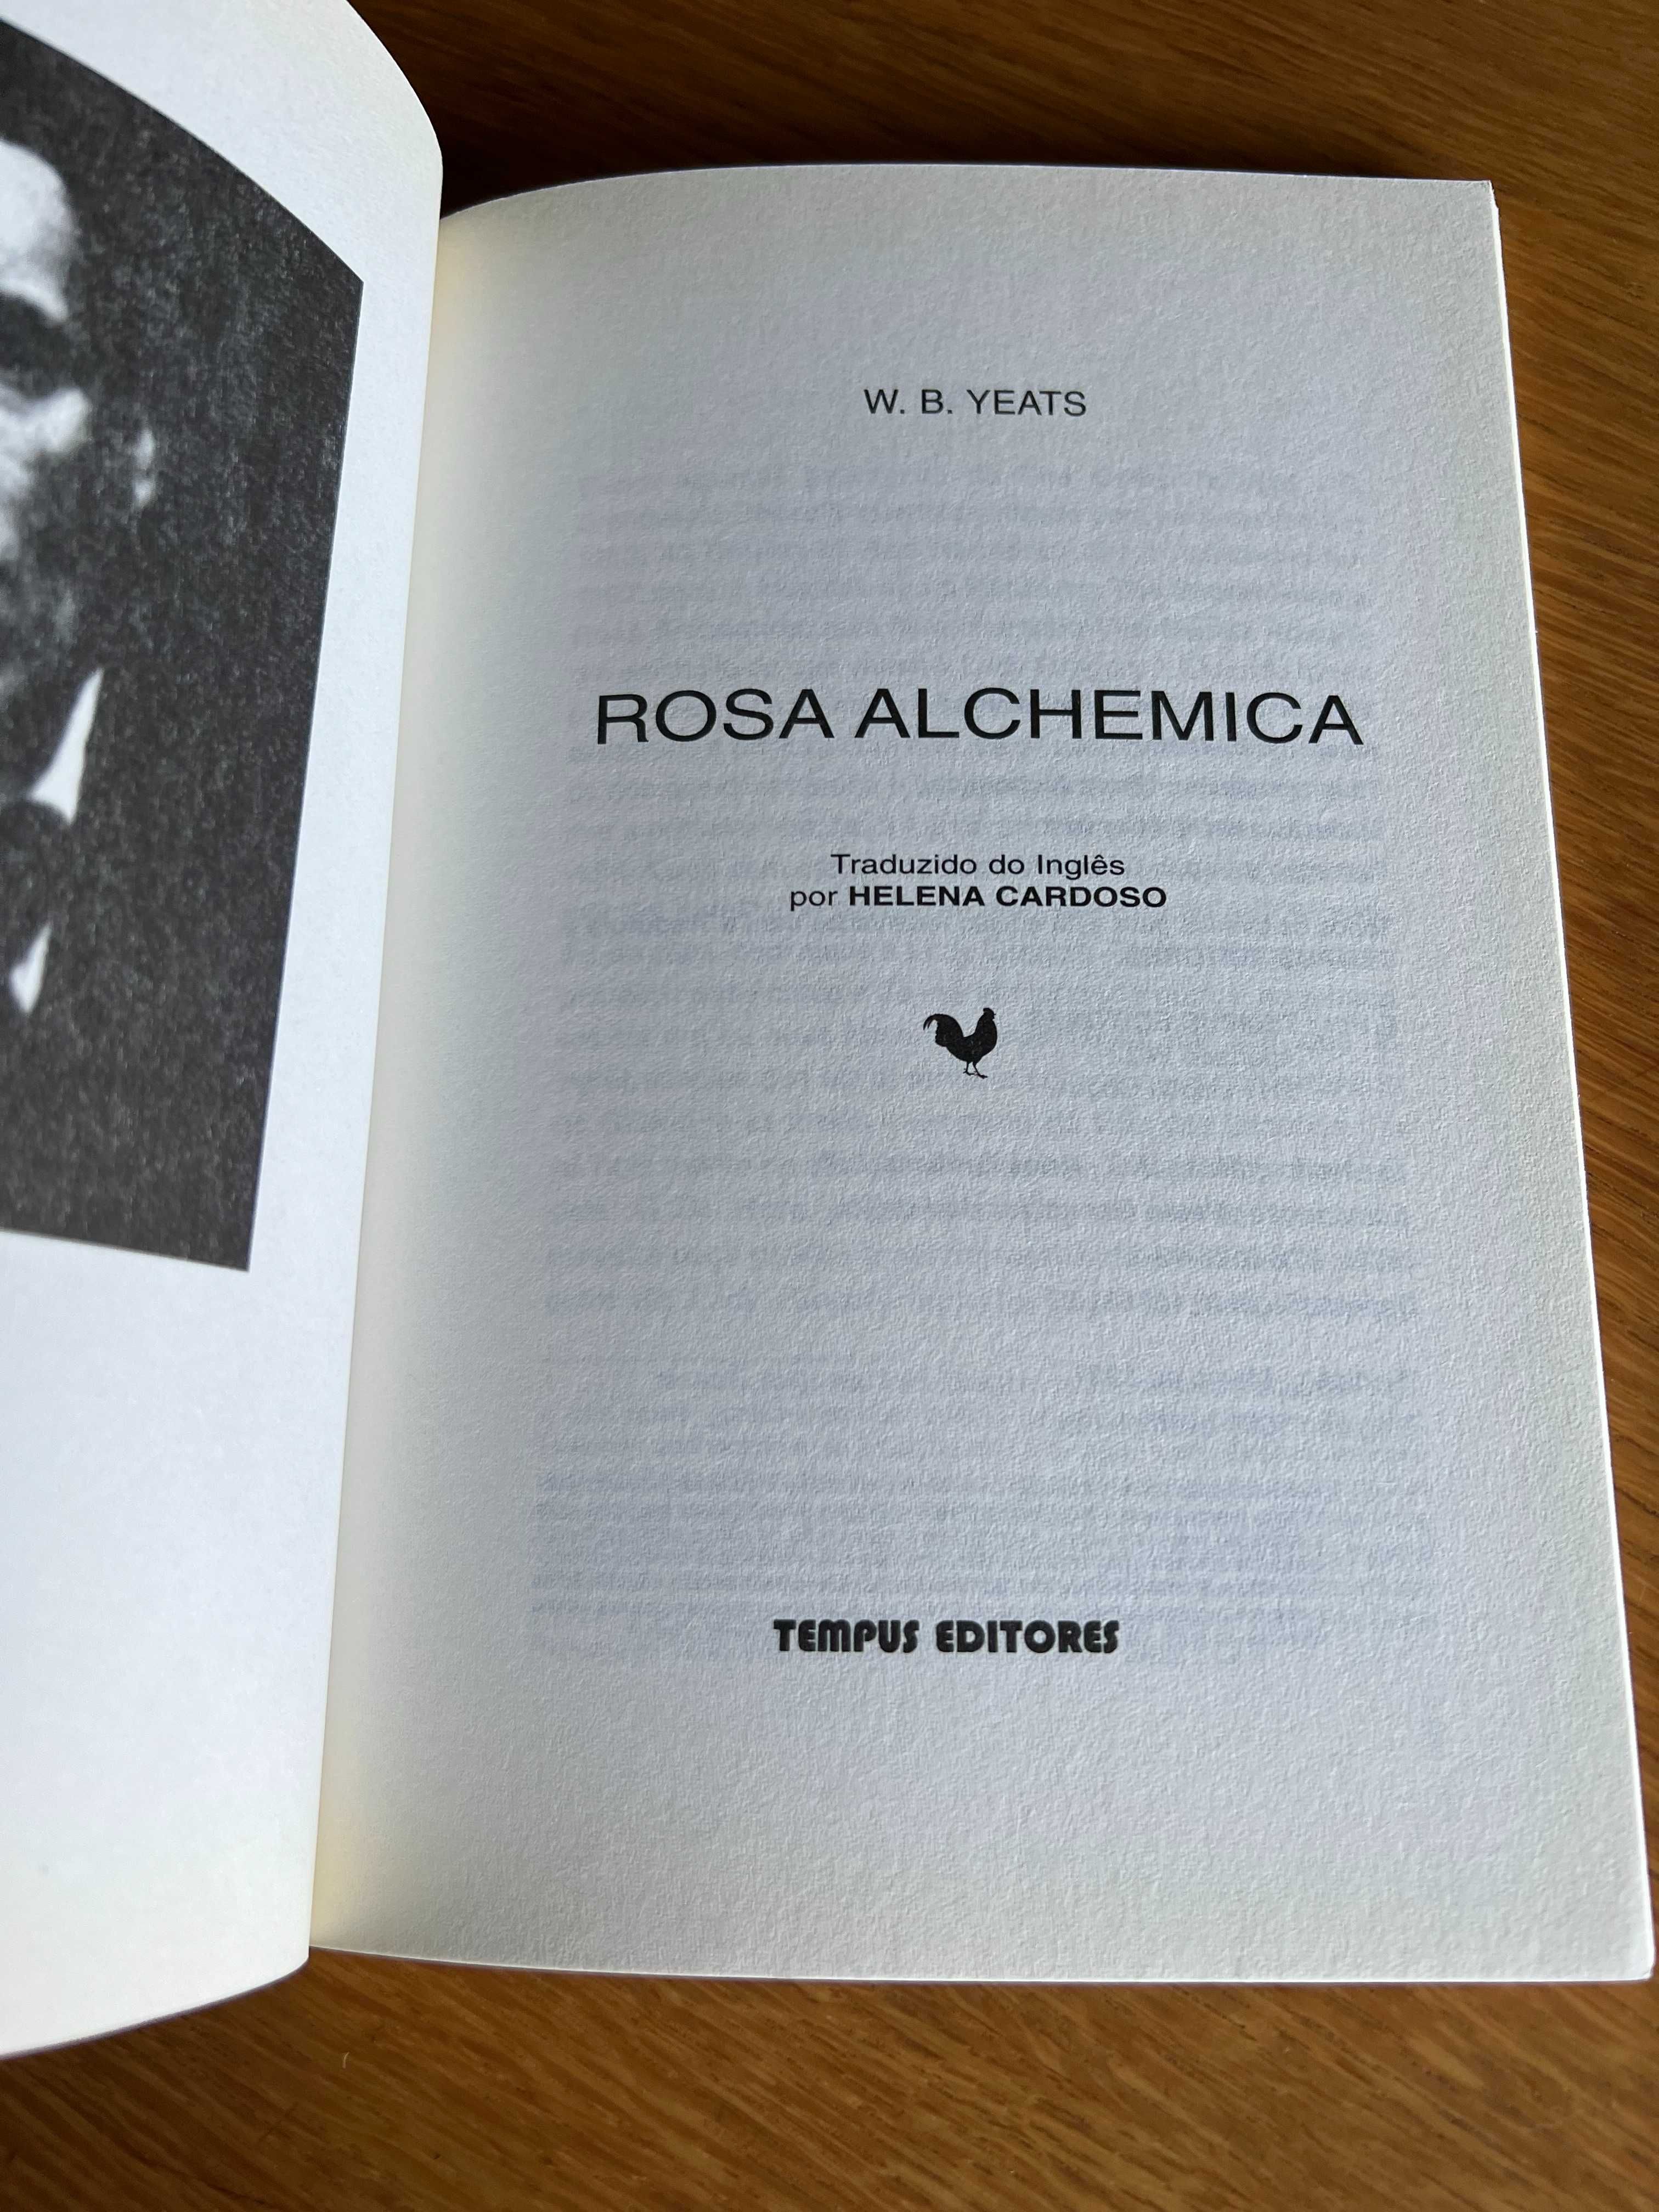 W. B. YEATS
ROSA ALCHEMICA
Traduzido do Inglês
por HELENA CARDOSO
TEMPUS EDITORES